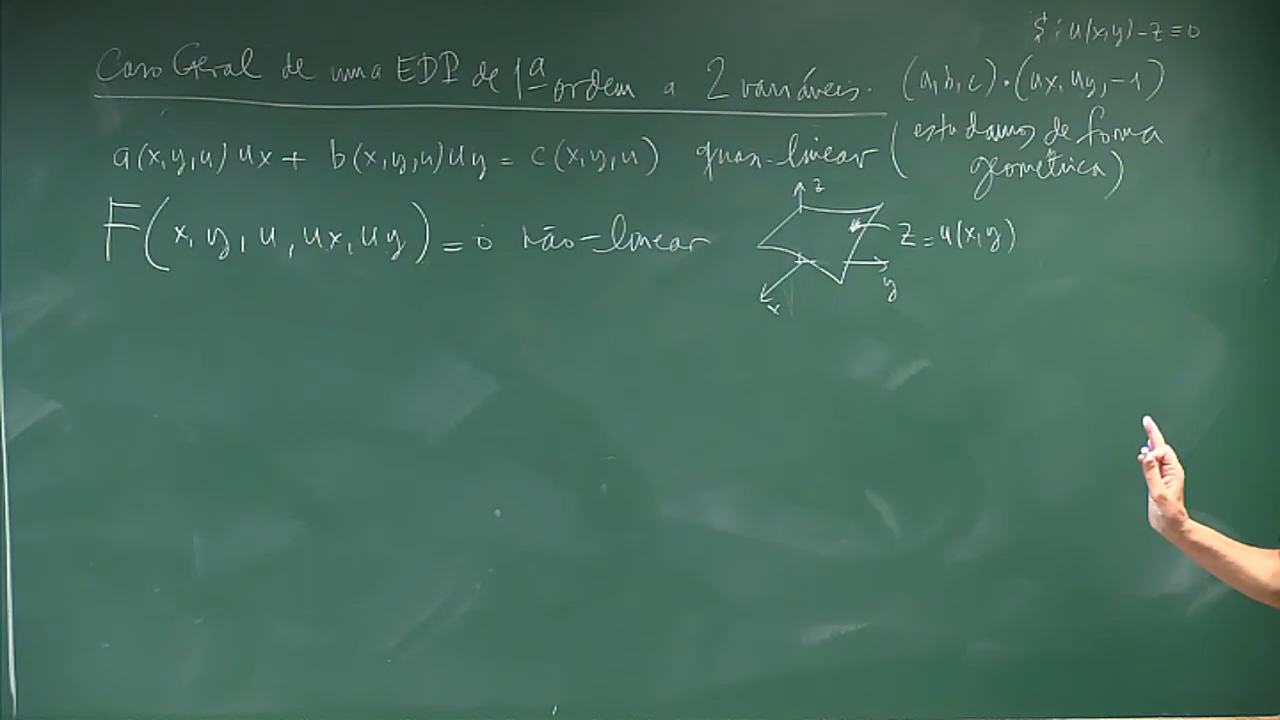 S: u(x,y)-z=0
Caso Geral de uma EDP de 1ª ordem a 2 variáveis.
(a,b,c)·(ux,uy,-1)
a(x,y,u)ux + b(x,y,u)uy = c(x,y,u) quas-linear (estudamos de forma
geométrica)
F(x,y,u,ux,uy)=0 não-linear
z
z=u(x,y)
y
x